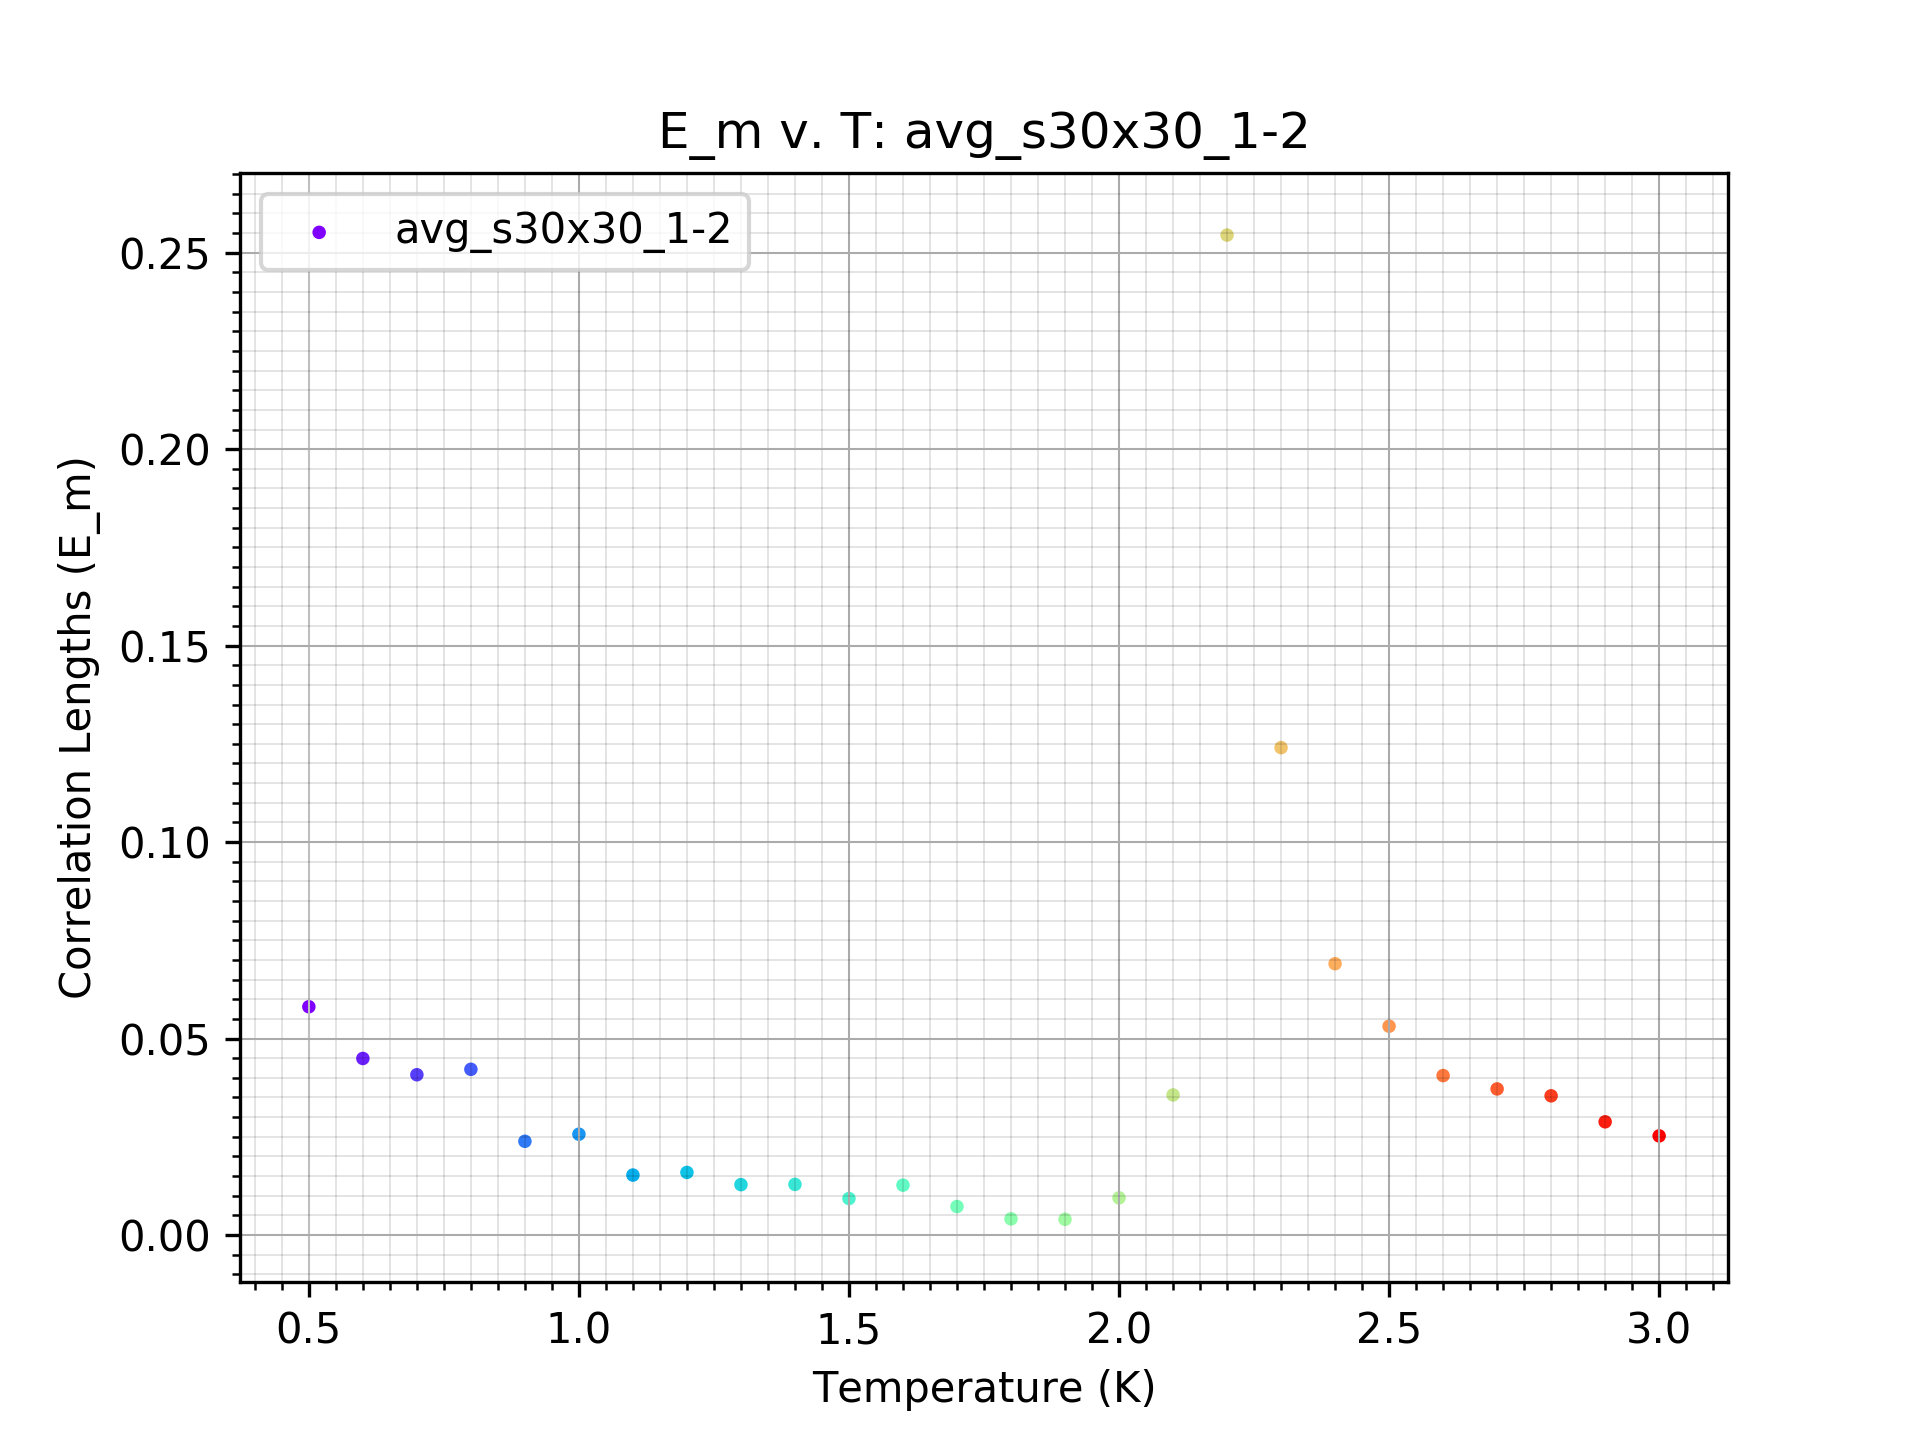 E_m v. T: avg_s30x30_1-2
avg_s30x30_1-2
Correlation Lengths (E_m)
0.25
0.20
0.15
0.10
0.05
0.00
0.5 1.0 1.5 2.0 2.5 3.0
Temperature (K)